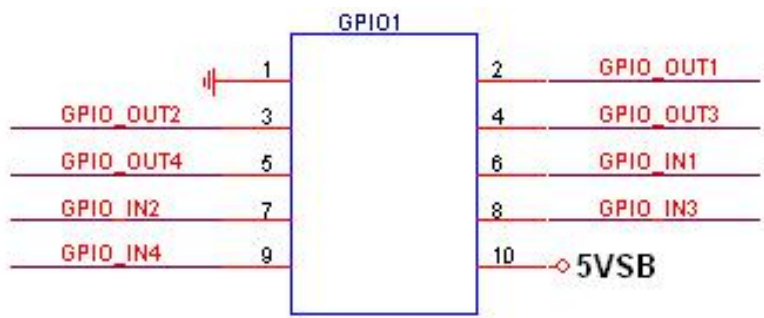 GPIO1
1 2 GPIO_OUT1
GPIO_OUT2 3 4 GPIO_OUT3
GPIO_OUT4 5 6 GPIO_IN1
GPIO_IN2 7 8 GPIO_IN3
GPIO_IN4 9 10 5VSB